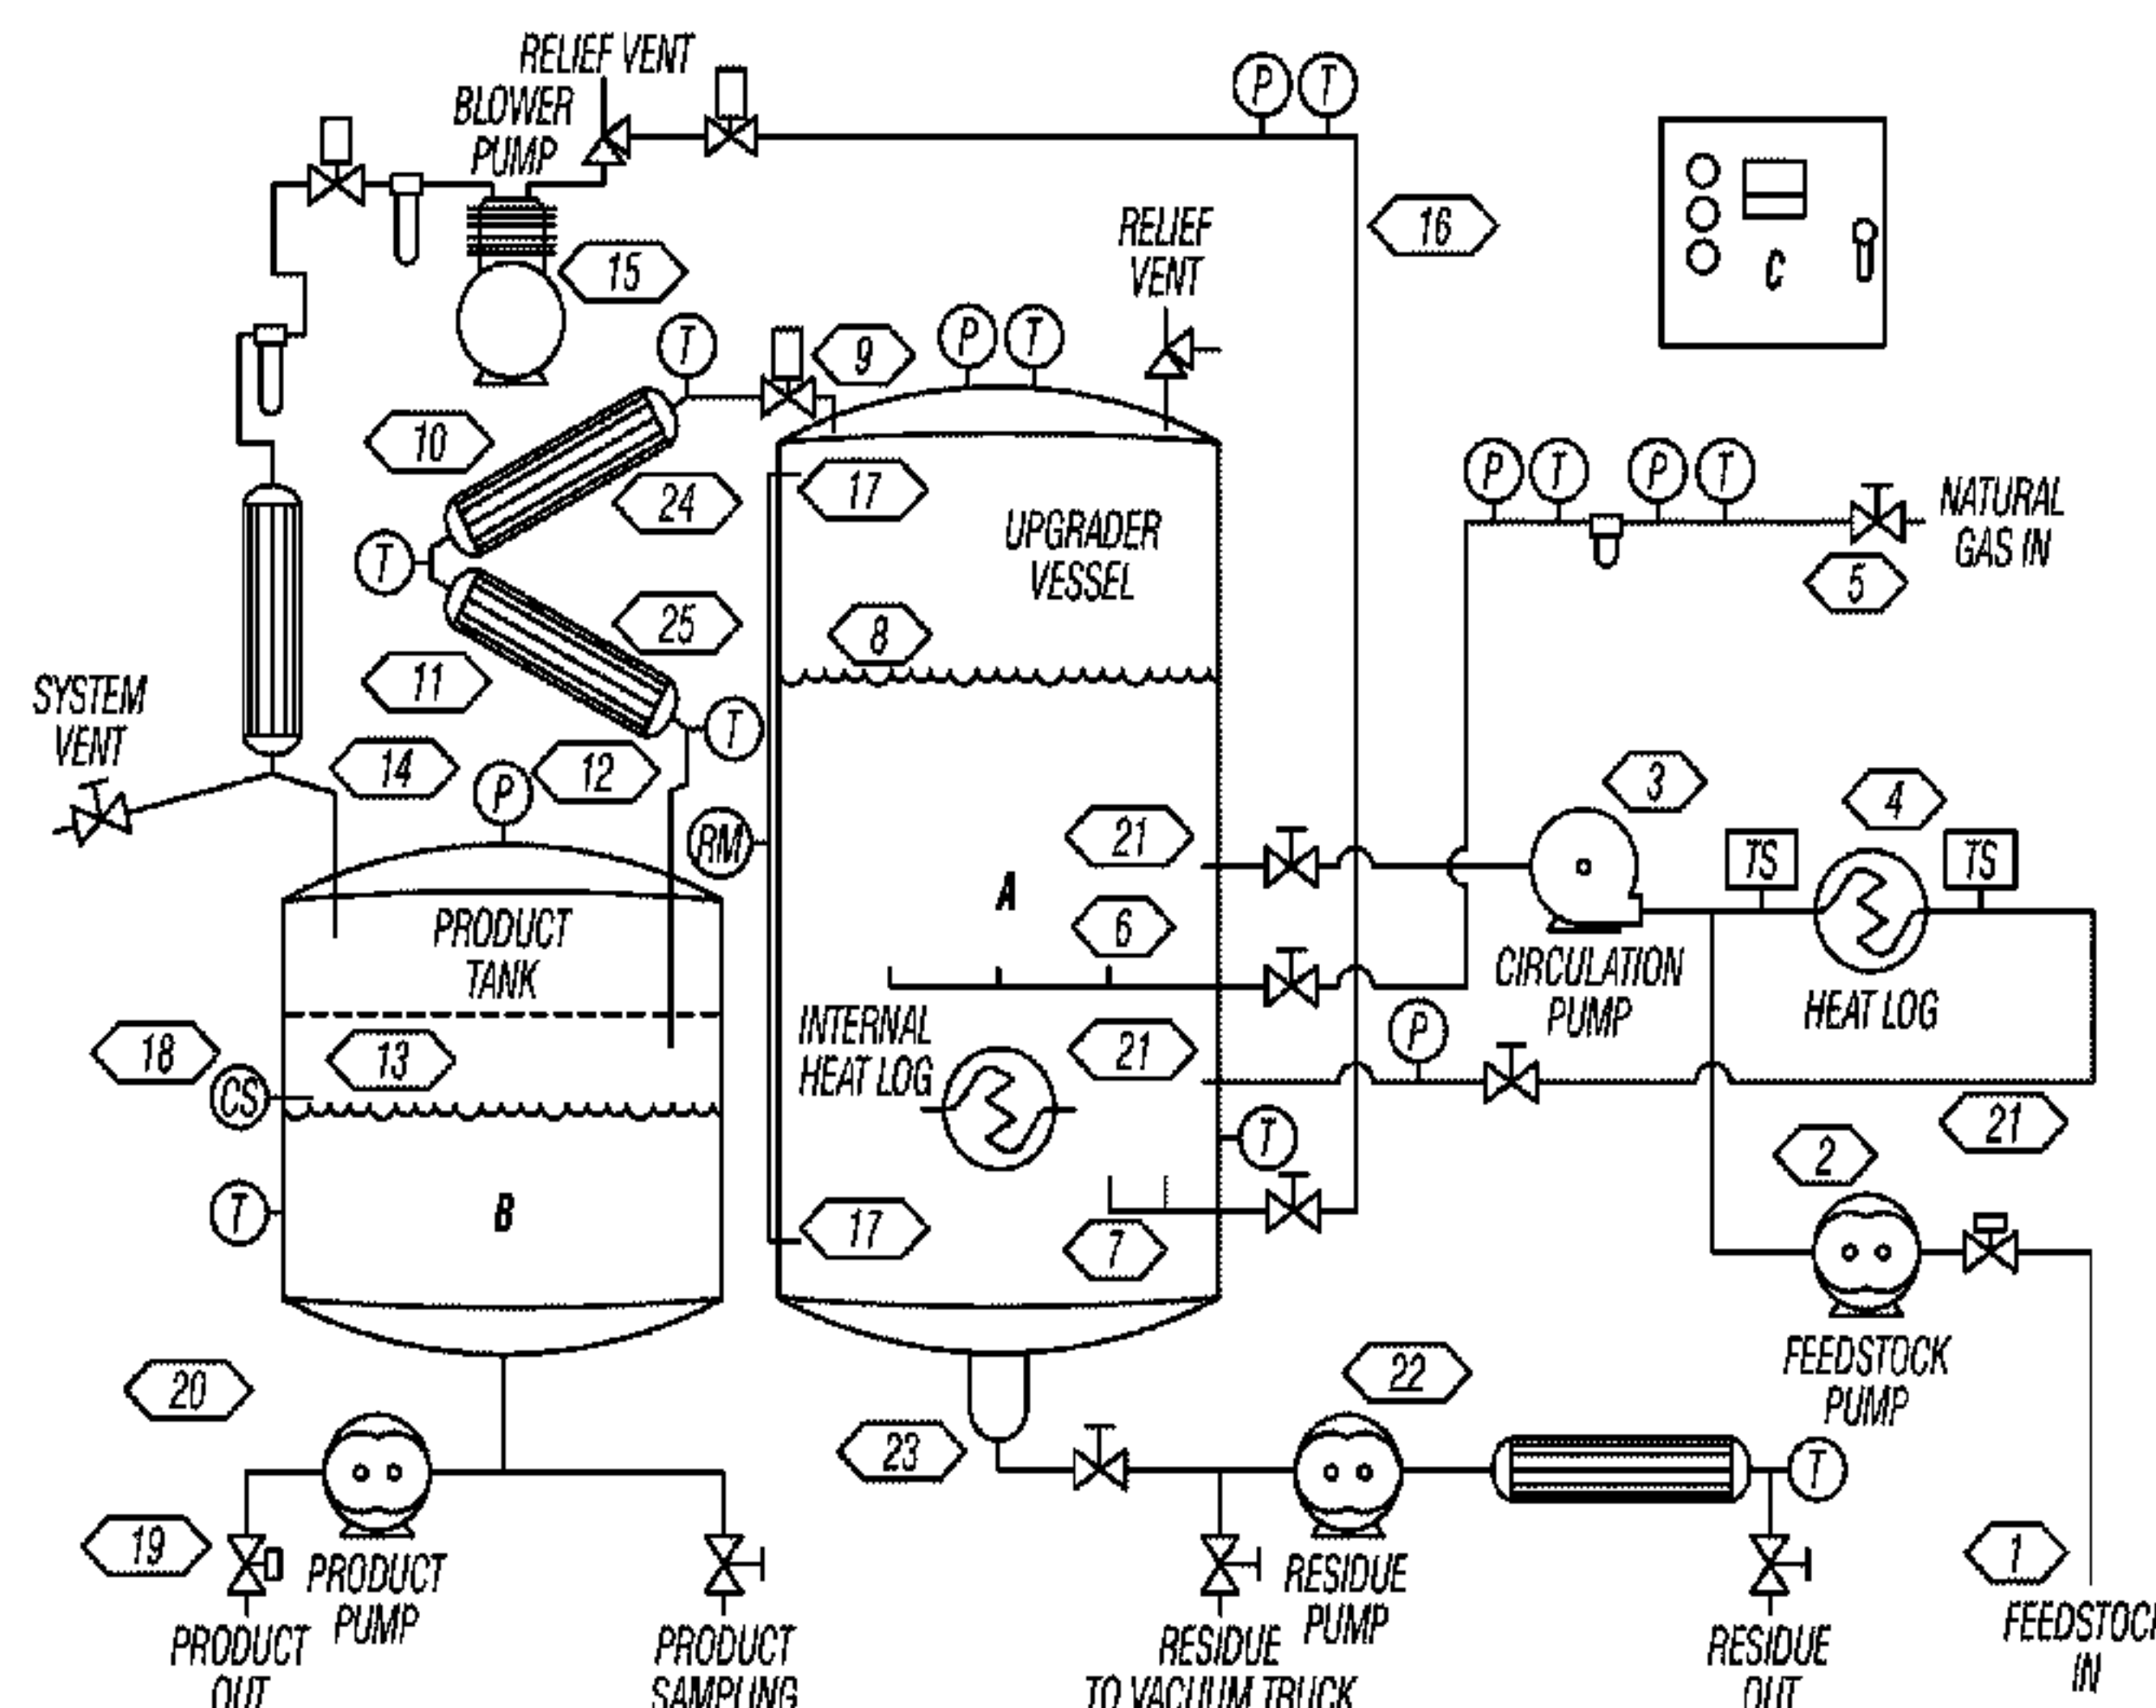 RELIEF VENT
BLOWER
PUMP
P
T
16
C
15
RELIEF
VENT
T
9
P
T
10
24
17
UPGRADER
VESSEL
P
T
P
T
NATURAL
GAS IN
5
T
25
8
11
SYSTEM
VENT
14
P
12
T
RM
21
3
4
TS
TS
A
6
CIRCULATION
PUMP
HEAT LOG
PRODUCT
TANK
18
CS
13
INTERNAL
HEAT LOG
21
P
T
21
2
T
B
17
7
FEEDSTOCK
PUMP
20
23
22
T
19
PRODUCT
PUMP
RESIDUE
PUMP
1
PRODUCT
OUT
PRODUCT
SAMPLING
RESIDUE
TO VACUUM TRUCK
RESIDUE
OUT
FEEDSTOCK
IN